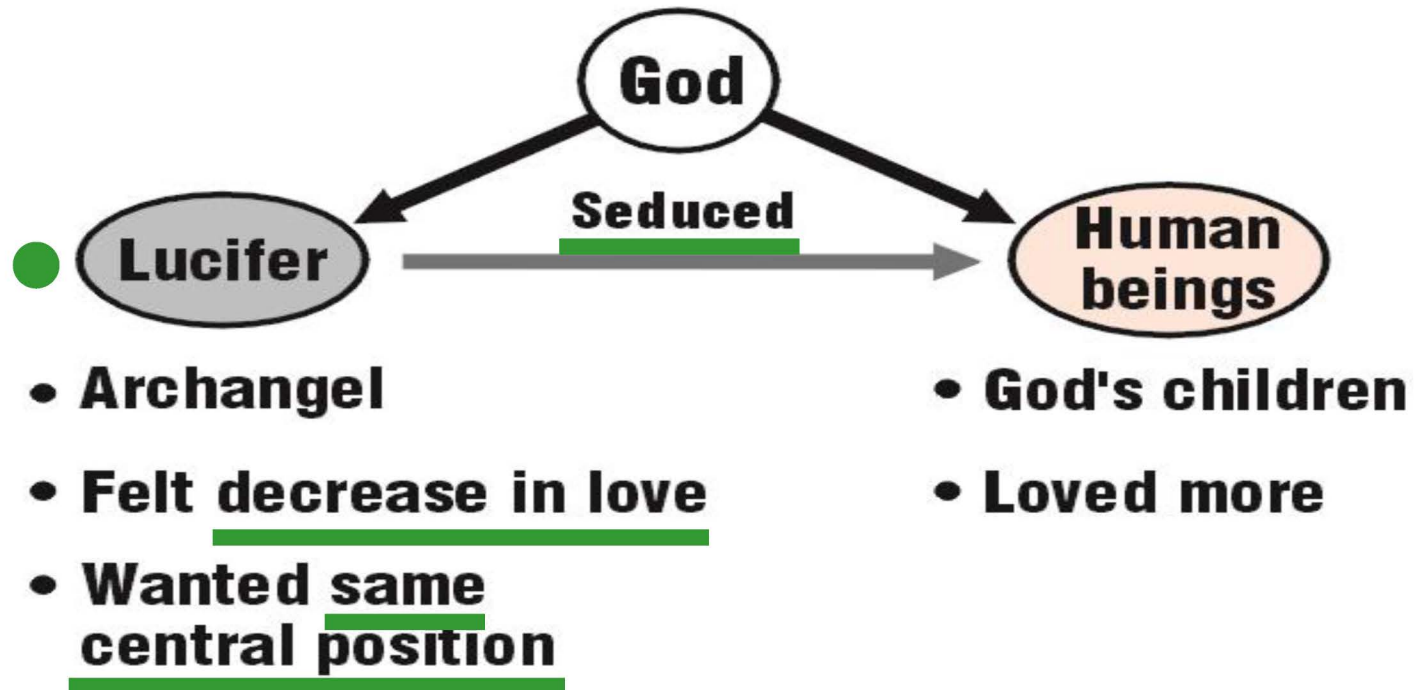 God
Seduced
Lucifer
Human
beings
• Archangel
• Felt decrease in love
• Wanted same
central position
• God's children
• Loved more